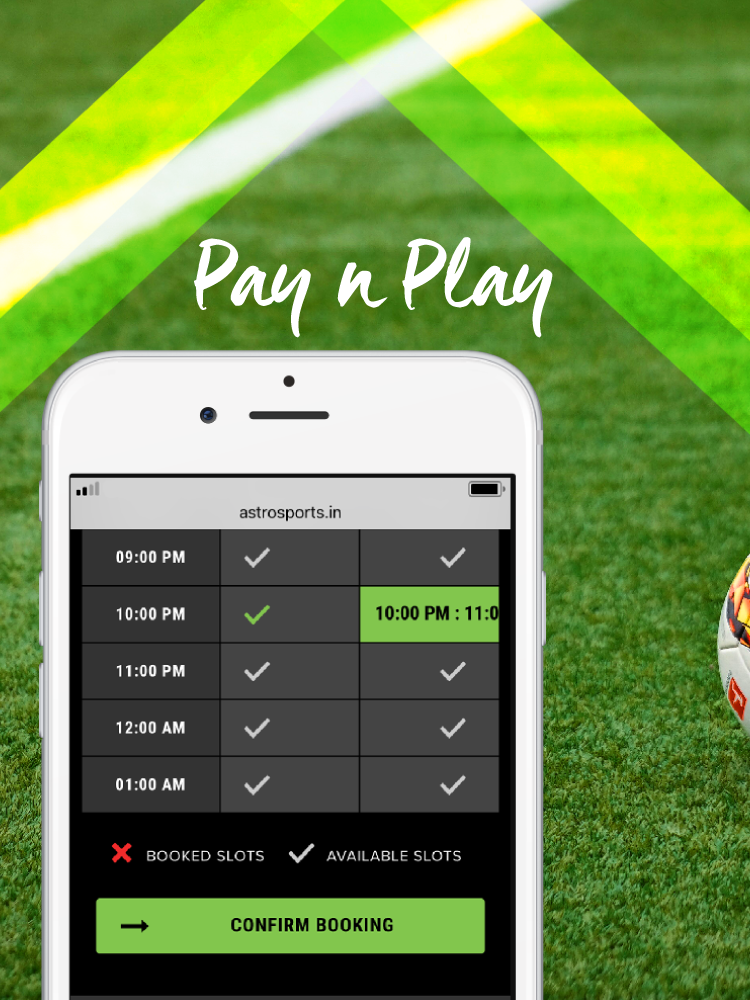 Pay n Play
astrosports.in
09:00 PM
10:00 PM 10:00 PM : 11:0
11:00 PM
12:00 AM
01:00 AM
BOOKED SLOTS AVAILABLE SLOTS
CONFIRM BOOKING